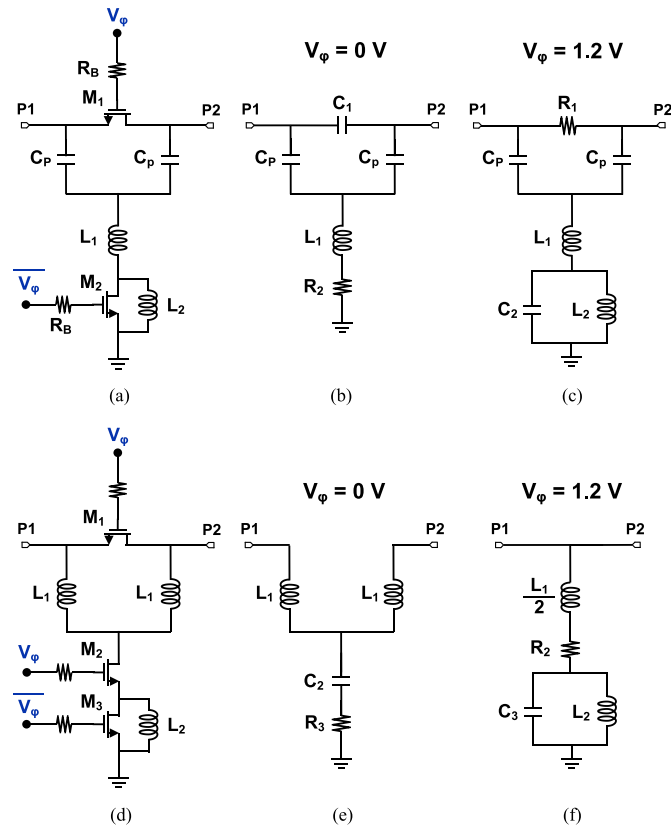 Vφ
Vφ = 0 V
Vφ = 1.2 V
RB
M1
P1
P2
P1
C1
P2
P1
R1
P2
CP
Cp
CP
Cp
CP
Cp
L1
L1
L1
M2
Vφ
R2
L2
C2
L2
RB
(a)
(b)
(c)
Vφ
Vφ = 0 V
Vφ = 1.2 V
M1
P1
P2
P1
P2
P1
P2
L1
L1
L1
L1
L1
2
M2
R2
Vφ
C2
M3
Vφ
L2
R3
C3
L2
(d)
(e)
(f)